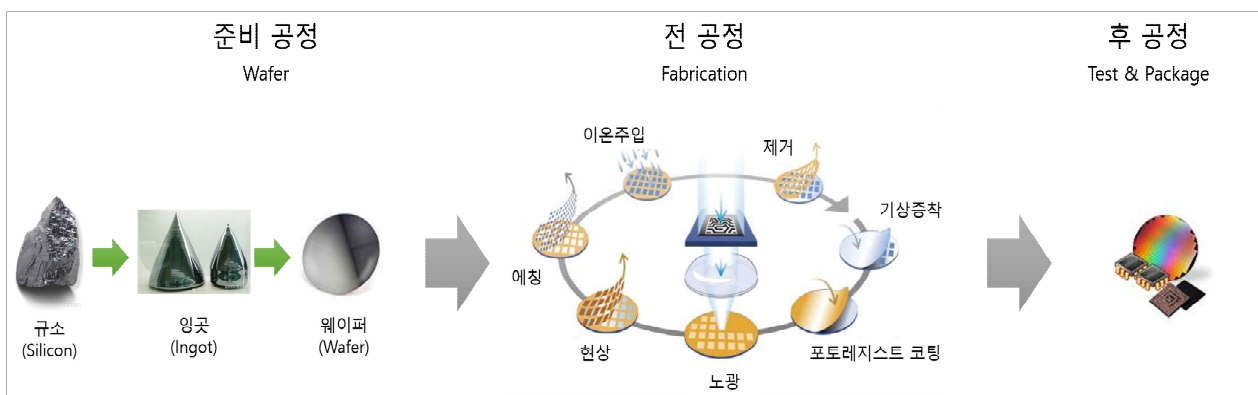 준비 공정
Wafer
전 공정
Fabrication
후 공정
Test & Package
이온주입
제거
기상증착
에칭
현상
노광
포토레지스트 코팅
규소
(Silicon)
잉곳
(Ingot)
웨이퍼
(Wafer)